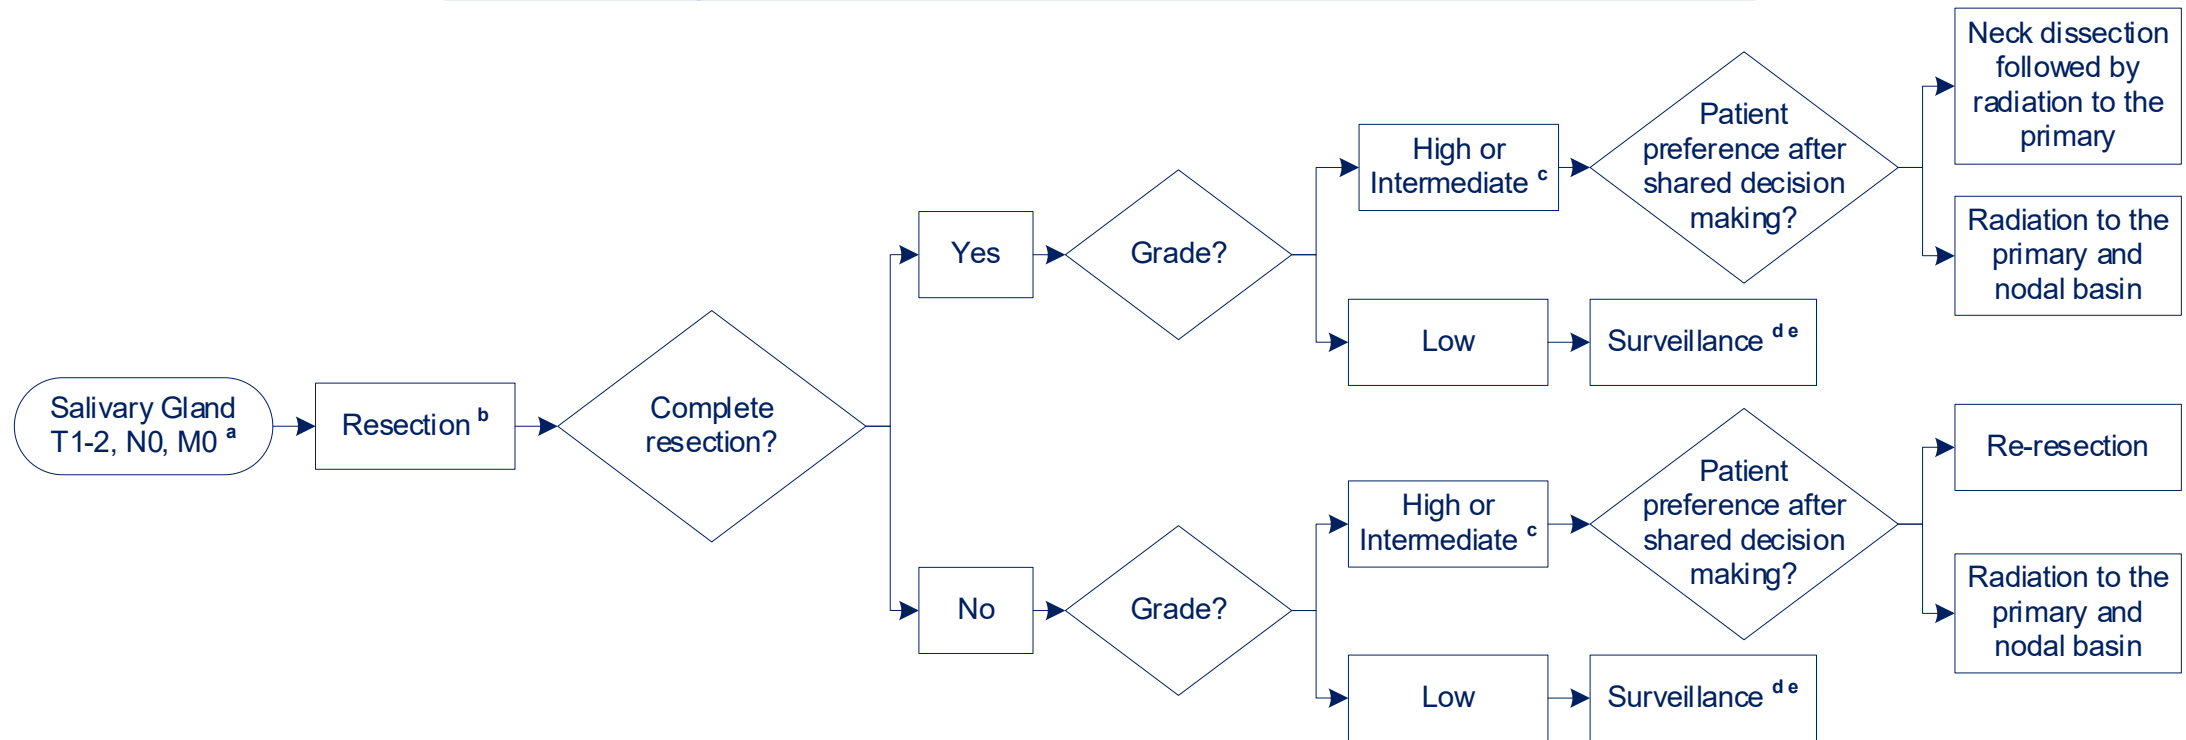 Salivary Gland
T1-2, N0, M0 a
Resection b
Complete
resection?
Yes
Grade?
High or
Intermediate c
Patient
preference after
shared decision
making?
Neck dissection
followed by
radiation to the
primary
Radiation to the
primary and
nodal basin
Low
Surveillance d e
No
Grade?
High or
Intermediate c
Patient
preference after
shared decision
making?
Re-resection
Radiation to the
primary and
nodal basin
Low
Surveillance d e